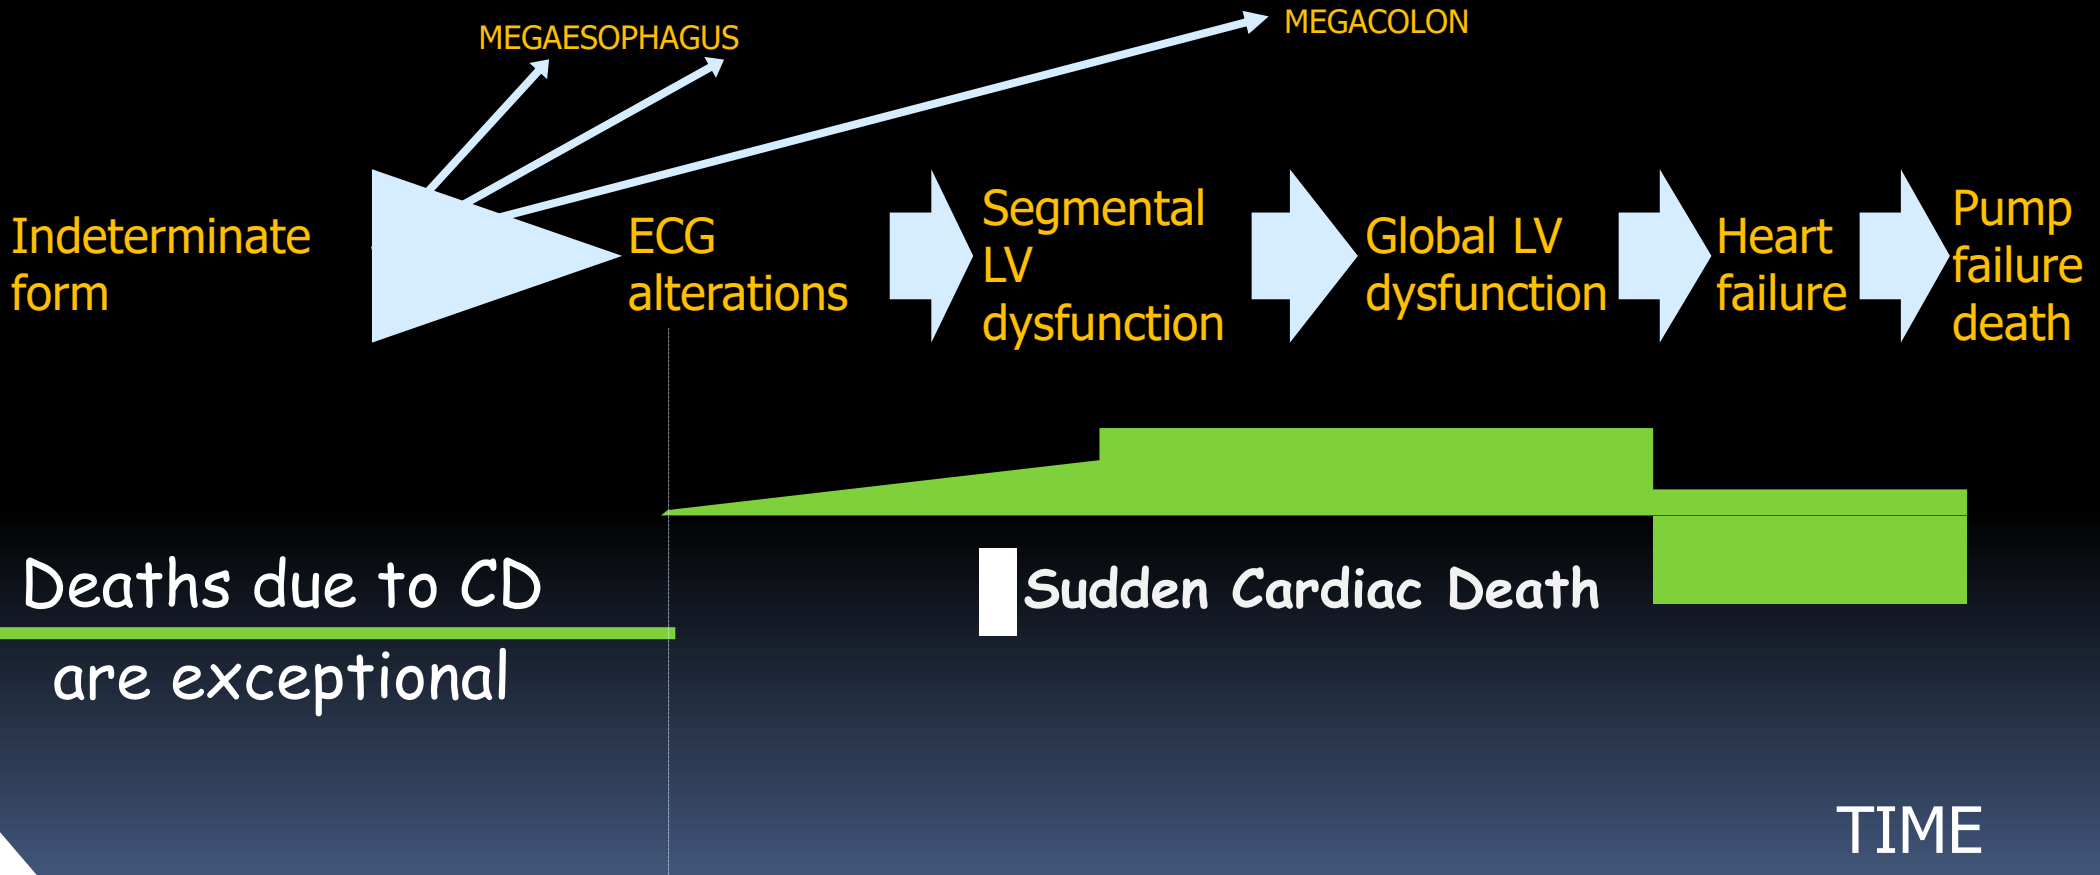 MEGAESOPHAGUS
MEGACOLON
Indeterminate
form
ECG
alterations
Segmental
LV
dysfunction
Global LV
dysfunction
Heart
failure
Pump
failure
death
Deaths due to CD
are exceptional
Sudden Cardiac Death
TIME